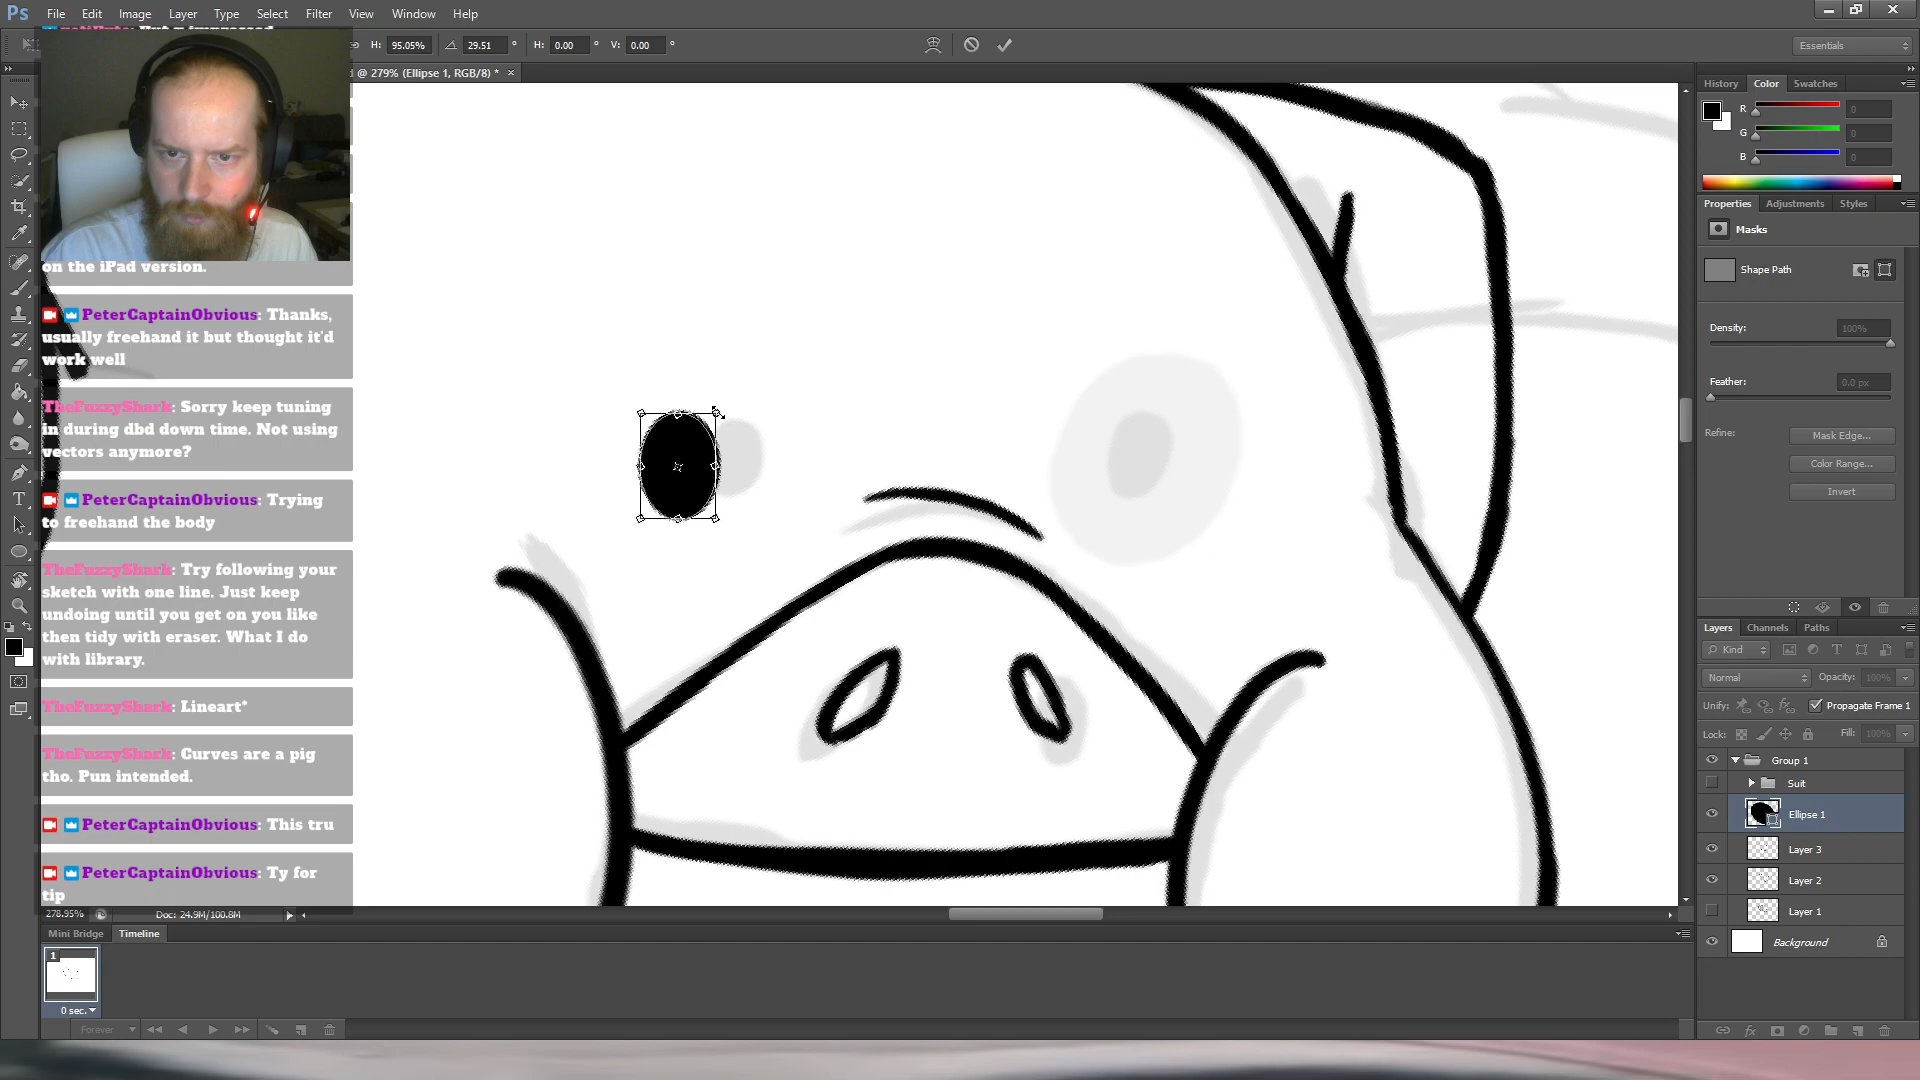 Ps File Edit Image Layer Type Select Filter View Window Help
H: 95.05% 29.51 ° H: 0.00 ° V: 0.00 °
Essentials
d @ 279% (Ellipse 1, RGB/8) * ×
on the iPad version.
PeterCaptainObvious: Thanks,
usually freehand it but thought it'd
work well
TheFuzzyShark: Sorry keep tuning
in during dbd down time. Not using
vectors anymore?
PeterCaptainObvious: Trying
to freehand the body
TheFuzzyShark: Try following your
sketch with one line. Just keep
undoing until you get on you like
then tidy with eraser. What I do
with library.
TheFuzzyShark: Lineart*
TheFuzzyShark: Curves are a pig
tho. Pun intended.
PeterCaptainObvious: This tru
PeterCaptainObvious: Ty for
tip
278.95% Doc: 24.9M/100.8M
Mini Bridge Timeline
1
0 sec.
Forever
History Color Swatches
R 0
G 0
B 0
Properties Adjustments Styles
Masks
Shape Path
Density: 100%
Feather: 0.0 px
Refine: Mask Edge...
Color Range...
Invert
Layers Channels Paths
Kind
Normal Opacity: 100%
Unify: Propagate Frame 1
Lock: Fill: 100%
Group 1
Suit
Ellipse 1
Layer 3
Layer 2
Layer 1
Background